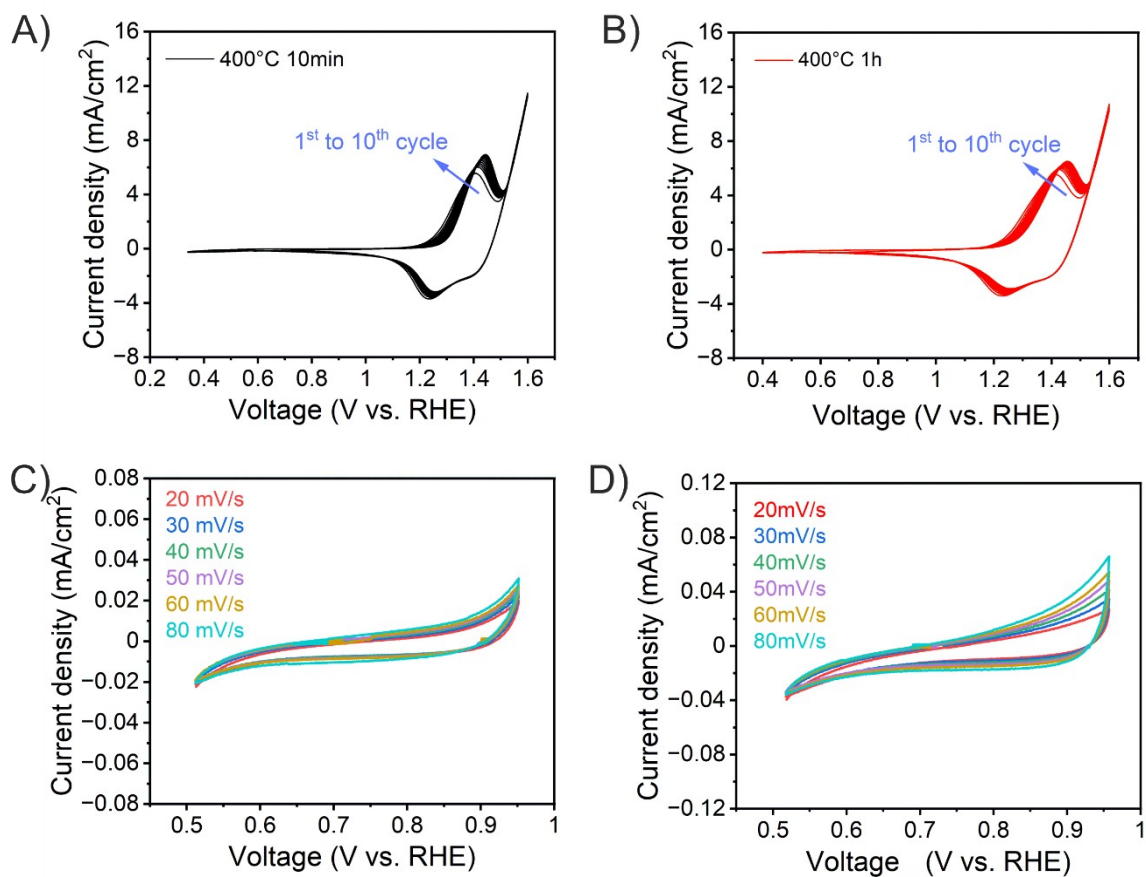 A)
16
12
8
4
0
−4
−8
Current density (mA/cm²)
400°C 10min
1st to 10th cycle
0.2 0.4 0.6 0.8 1 1.2 1.4 1.6
Voltage (V vs. RHE)
B)
16
12
8
4
0
−4
−8
Current density (mA/cm²)
400°C 1h
1st to 10th cycle
0.4 0.6 0.8 1 1.2 1.4 1.6
Voltage (V vs. RHE)
C)
0.08
0.06
0.04
0.02
0
−0.02
−0.04
−0.06
−0.08
Current density (mA/cm²)
20 mV/s
30 mV/s
40 mV/s
50 mV/s
60 mV/s
80 mV/s
0.5 0.6 0.7 0.8 0.9 1
Voltage (V vs. RHE)
D)
0.12
0.08
0.04
0
−0.04
−0.08
−0.12
Current density (mA/cm²)
20mV/s
30mV/s
40mV/s
50mV/s
60mV/s
80mV/s
0.5 0.6 0.7 0.8 0.9 1
Voltage (V vs. RHE)